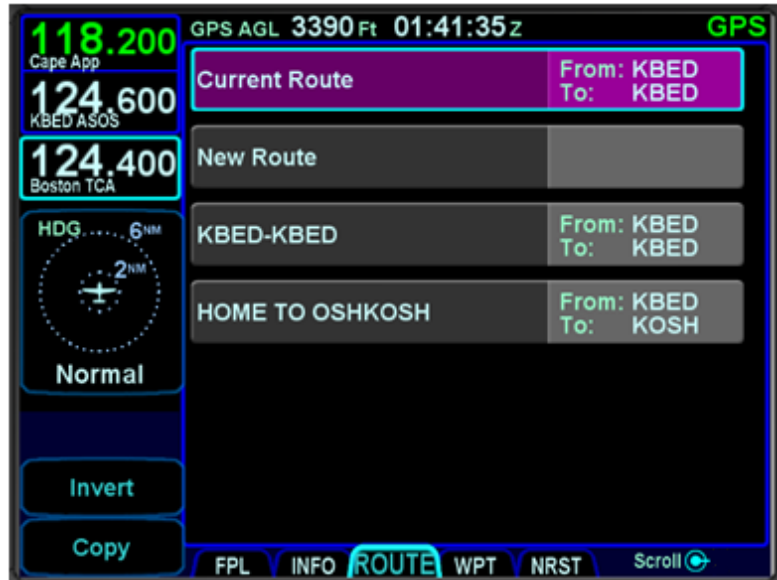 118.200
Cape App
124.600
KBED ASOS
124.400
Boston TCA
HDG 6NM
2NM
Normal
Invert
Copy
GPS AGL 3390 Ft 01:41:35 Z GPS
Current Route From: KBED
To: KBED
New Route
KBED-KBED From: KBED
To: KBED
HOME TO OSHKOSH From: KBED
To: KOSH
FPL INFO ROUTE WPT NRST Scroll